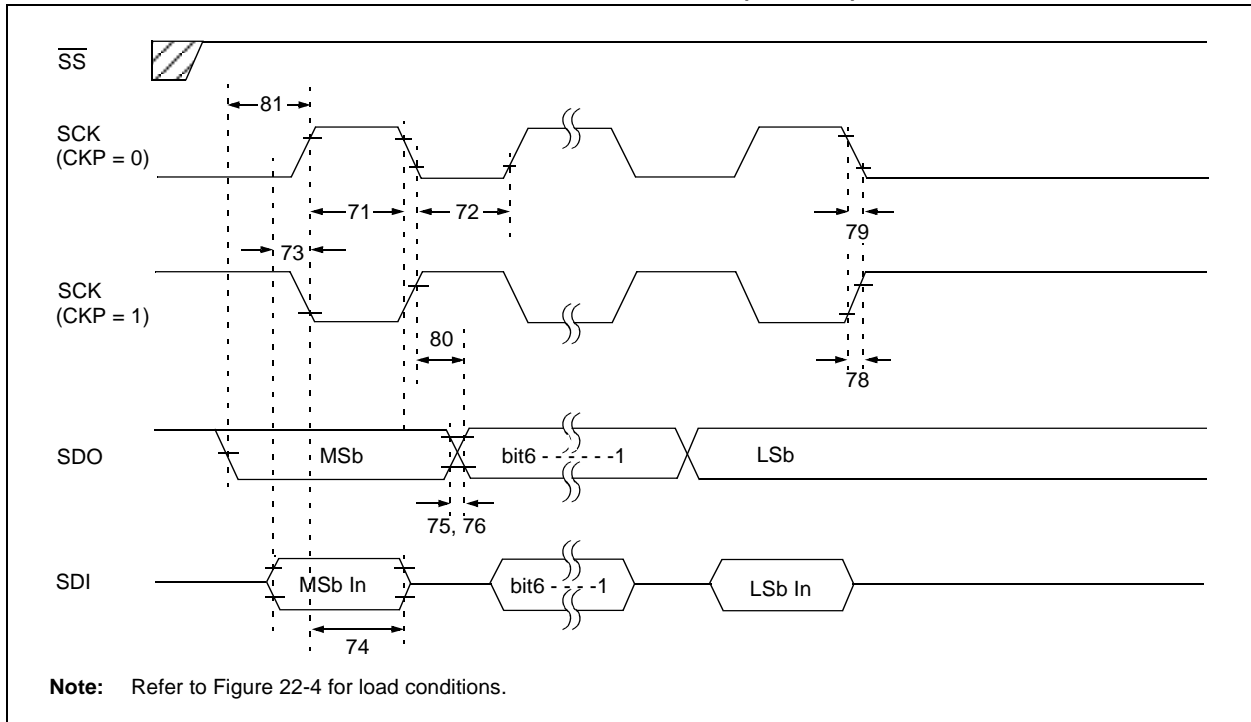 SS
81
SCK
(CKP = 0)
71
72
79
73
SCK
(CKP = 1)
80
78
SDO
MSb
bit6 - - - - - - -1
LSb
75, 76
SDI
MSb In
bit6 - - - - -1
LSb In
74
Note: Refer to Figure 22-4 for load conditions.